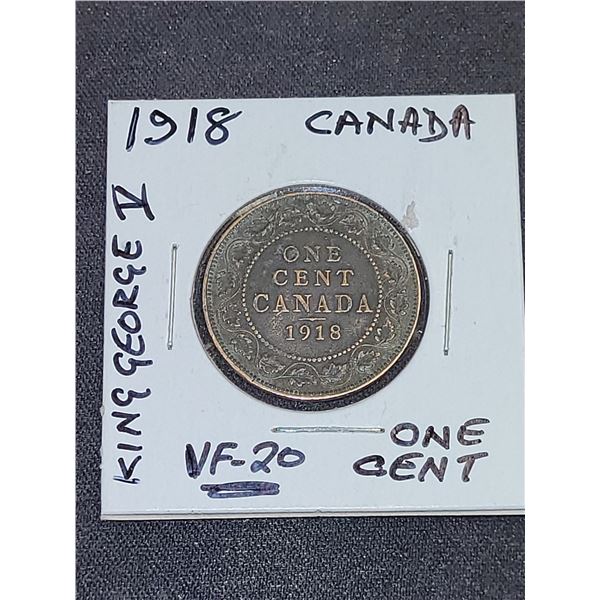 1918 CANADA
KING GEORGE V
ONE
CENT
CANADA
1918
VF-20
ONE
CENT